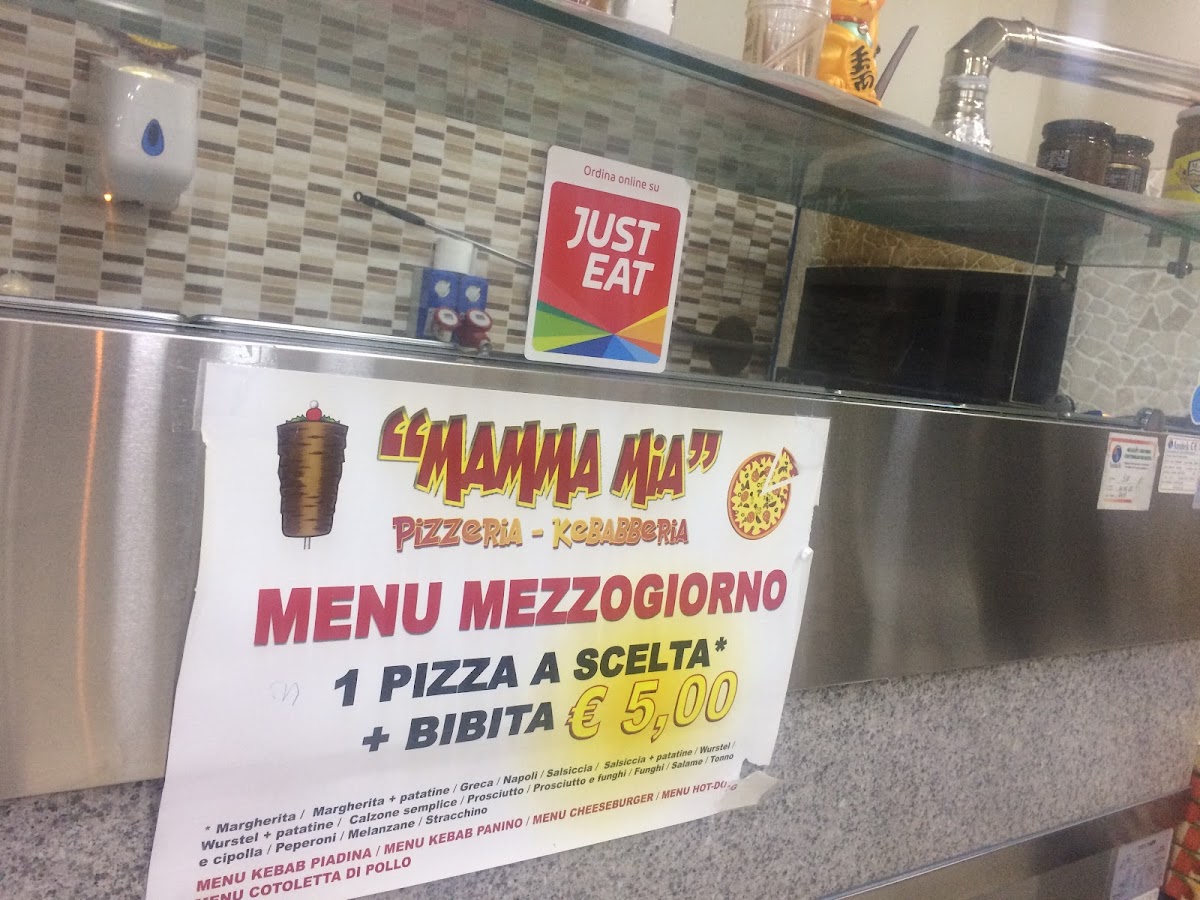 Ordina online su
JUST
EAT
"MAMMA MiA"
PizzeRiA - KeBABBeRiA
MENU MEZZOGIORNO
1 PIZZA A SCELTA*
+ BIBITA € 5,00
* Margherita / Margherita + patatine / Greca / Napoli / Salsiccia / Salsiccia + patatine / Wurstel /
Wurstel + patatine / Calzone semplice / Prosciutto / Prosciutto e funghi / Funghi / Salame / Tonno
e cipolla / Peperoni / Melanzane / Stracchino
MENU KEBAB PIADINA / MENU KEBAB PANINO / MENU CHEESEBURGER / MENU HOT-DOG
MENU COTOLETTA DI POLLO